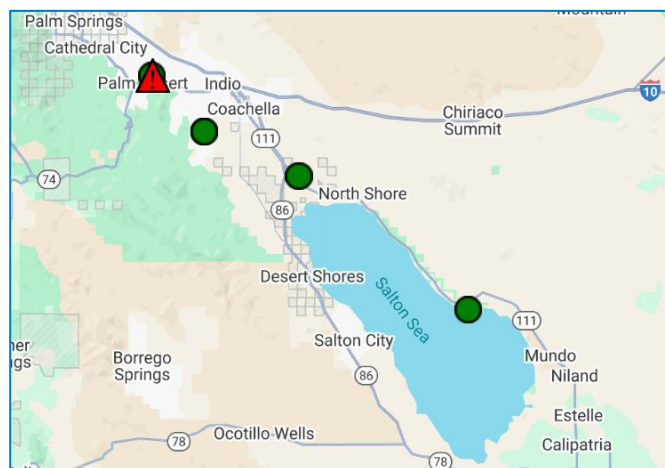 Mountain
Palm Springs
Cathedral City
Indio
Coachella
10
Chiriaco
Summit
111
74
North Shore
86
Desert Shores
Salton Sea
Salton City
111
Mundo
Niland
Borrego
Springs
86
Estelle
Ocotillo Wells
78
Calipatria
78